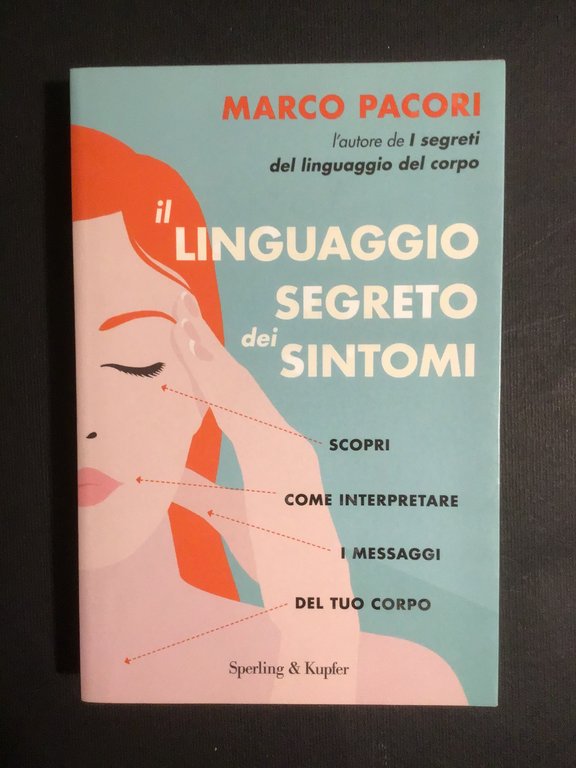 MARCO PACORI
l'autore de I segreti
del linguaggio del corpo
il
LINGUAGGIO
SEGRETO
dei
SINTOMI
SCOPRI
COME INTERPRETARE
I MESSAGGI
DEL TUO CORPO
Sperling & Kupfer